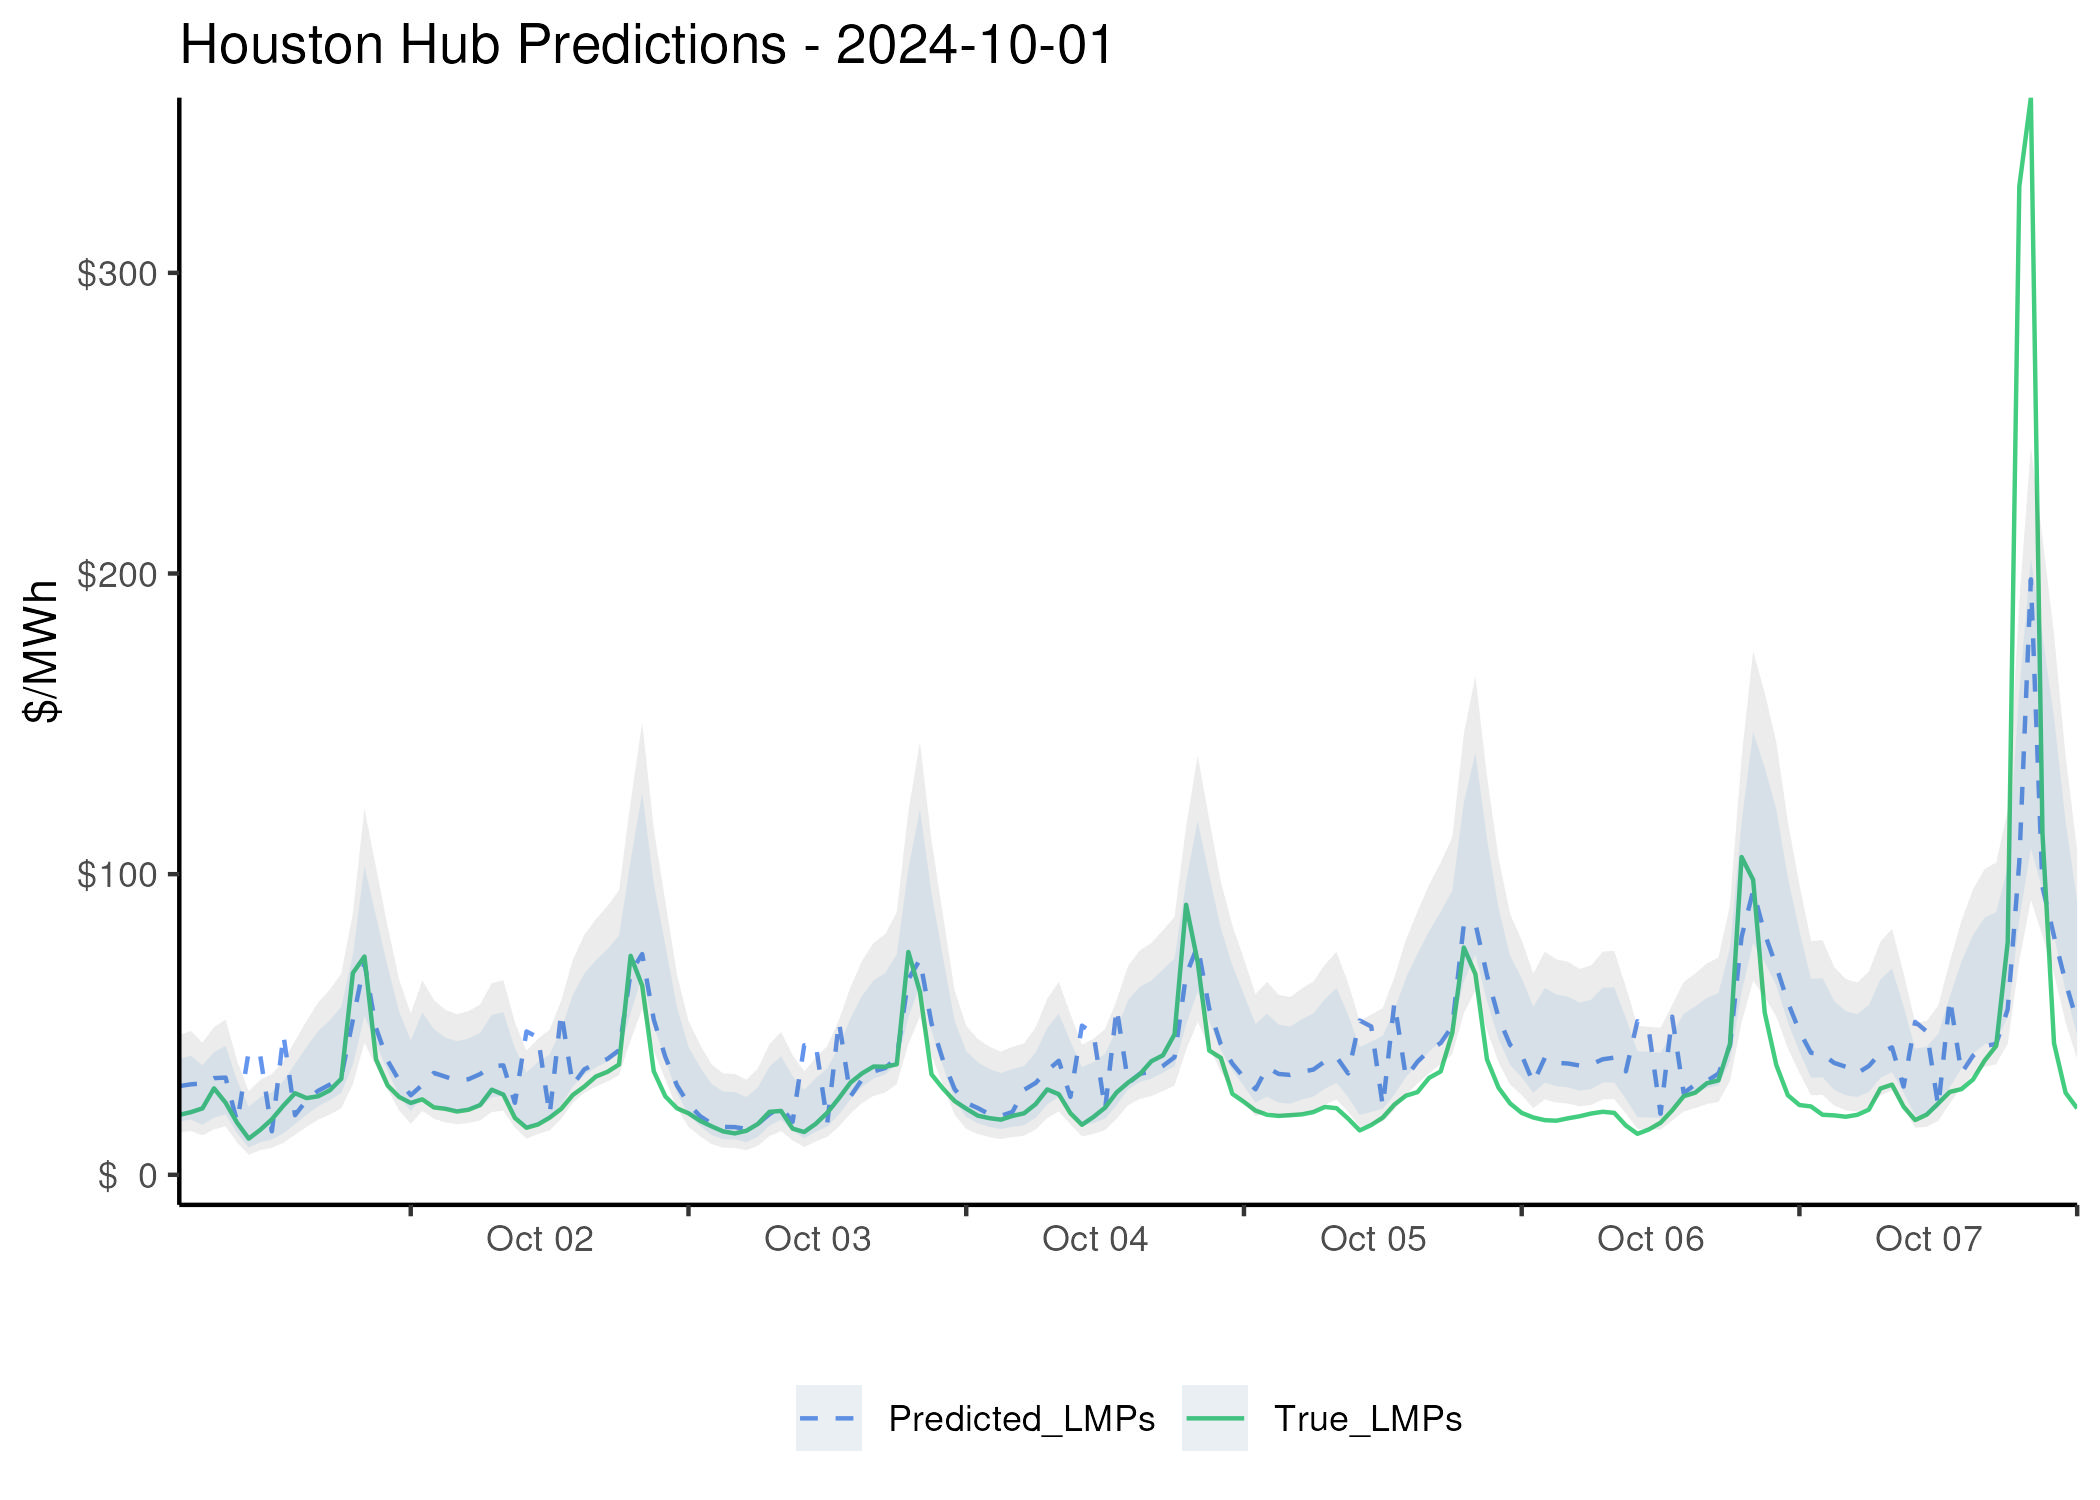 Houston Hub Predictions - 2024-10-01
$/MWh
$300
$200
$100
$ 0
Oct 02 Oct 03 Oct 04 Oct 05 Oct 06 Oct 07
Predicted_LMPs True_LMPs